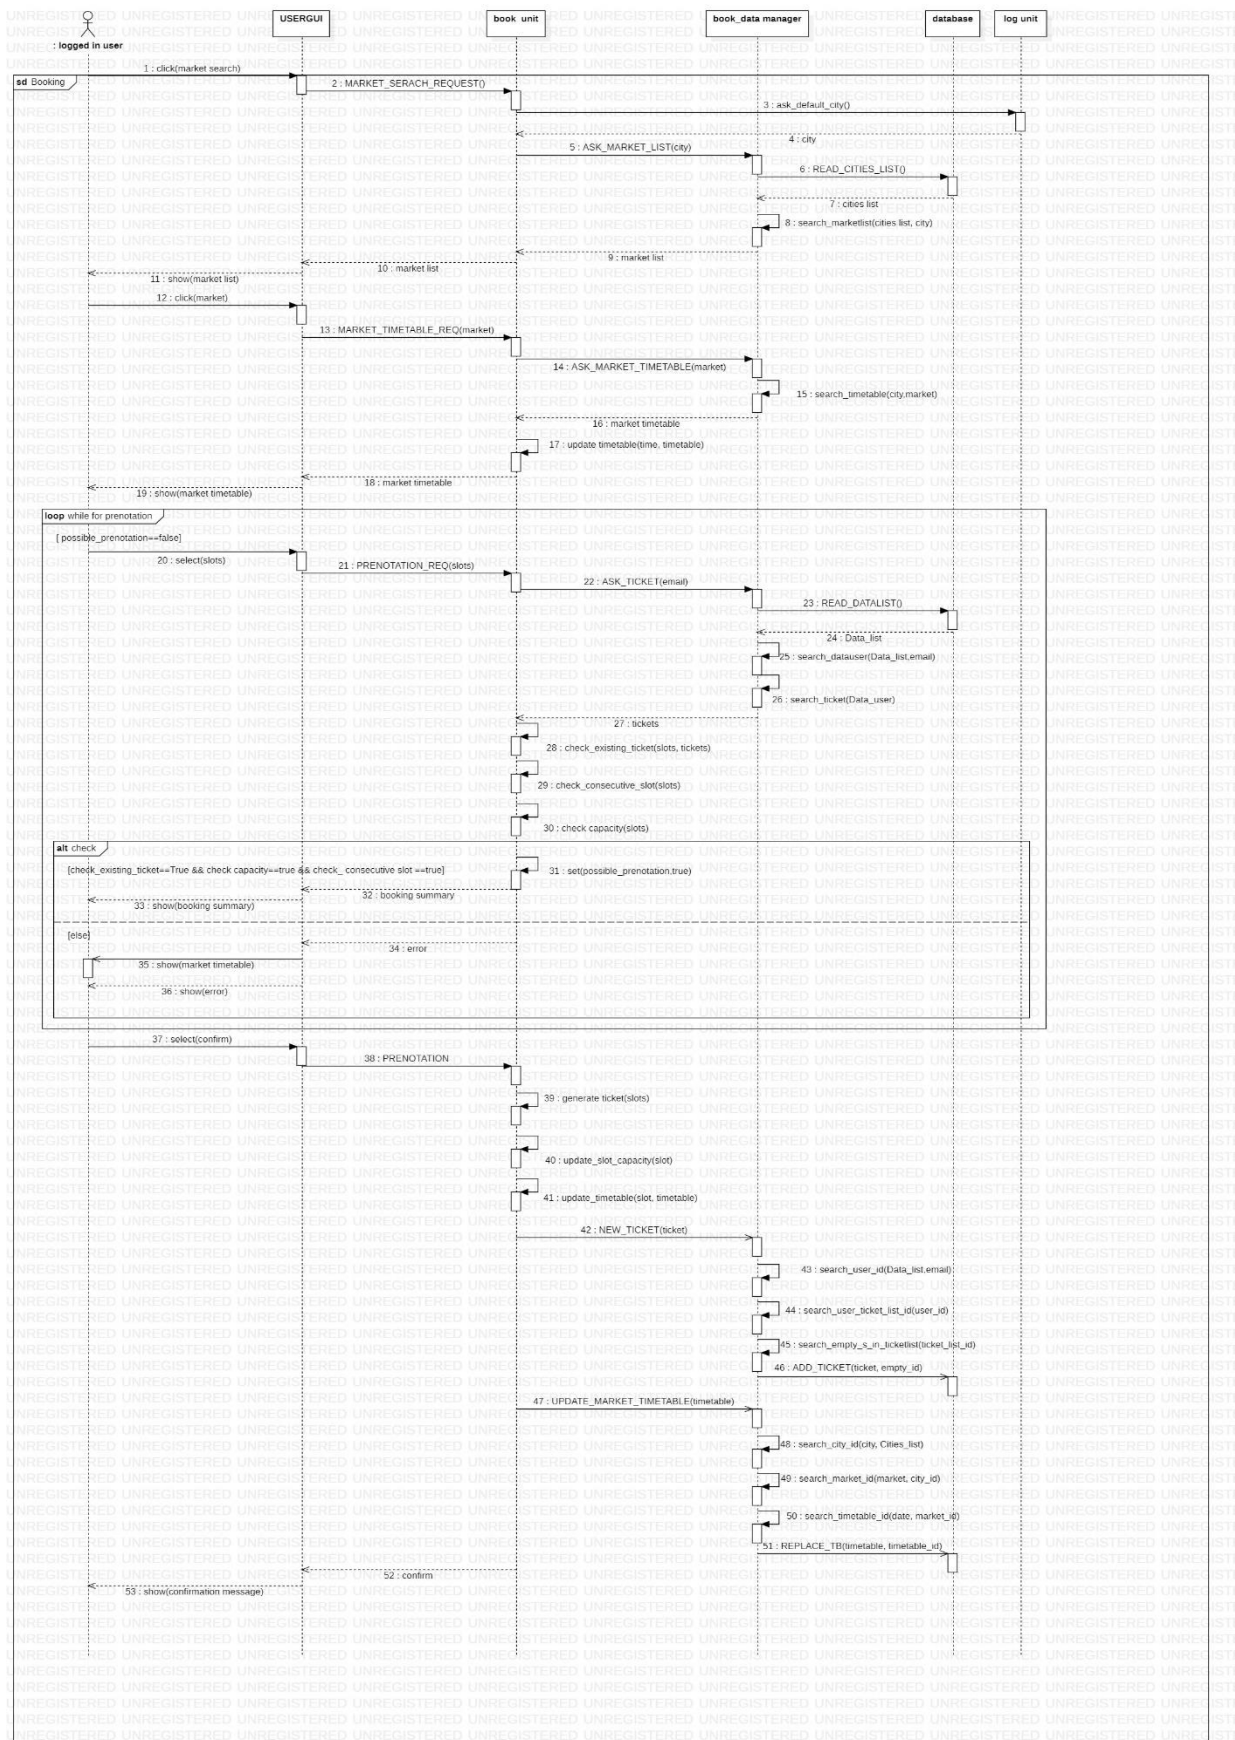 USERGUI
book unit
book_data manager
database
log unit
: logged in user
sd Booking
1 : click(market search)
2 : MARKET_SERACH_REQUEST()
3 : ask_default_city()
4 : city
5 : ASK_MARKET_LIST(city)
6 : READ_CITIES_LIST()
7 : cities list
8 : search_marketlist(cities list, city)
9 : market list
10 : market list
11 : show(market list)
12 : click(market)
13 : MARKET_TIMETABLE_REQ(market)
14 : ASK_MARKET_TIMETABLE(market)
15 : search_timetable(city,market)
16 : market timetable
17 : update timetable(time, timetable)
18 : market timetable
19 : show(market timetable)
loop while for prenotation
[ possible_prenotation==false]
20 : select(slots)
21 : PRENOTATION_REQ(slots)
22 : ASK_TICKET(email)
23 : READ_DATALIST()
24 : Data_list
25 : search_datauser(Data_list,email)
26 : search_ticket(Data_user)
27 : tickets
28 : check_existing_ticket(slots, tickets)
29 : check_consecutive_slot(slots)
30 : check capacity(slots)
alt check
[check_existing_ticket==True && check capacity==true && check_ consecutive slot ==true]
31 : set(possible_prenotation,true)
32 : booking summary
33 : show(booking summary)
[else]
34 : error
35 : show(market timetable)
36 : show(error)
37 : select(confirm)
38 : PRENOTATION
39 : generate ticket(slots)
40 : update_slot_capacity(slot)
41 : update_timetable(slot, timetable)
42 : NEW_TICKET(ticket)
43 : search_user_id(Data_list,email)
44 : search_user_ticket_list_id(user_id)
45 : search_empty_s_in_ticketlist(ticket_list_id)
46 : ADD_TICKET(ticket, empty_id)
47 : UPDATE_MARKET_TIMETABLE(timetable)
48 : search_city_id(city, Cities_list)
49 : search_market_id(market, city_id)
50 : search_timetable_id(date, market_id)
51 : REPLACE_TB(timetable, timetable_id)
52 : confirm
53 : show(confirmation message)